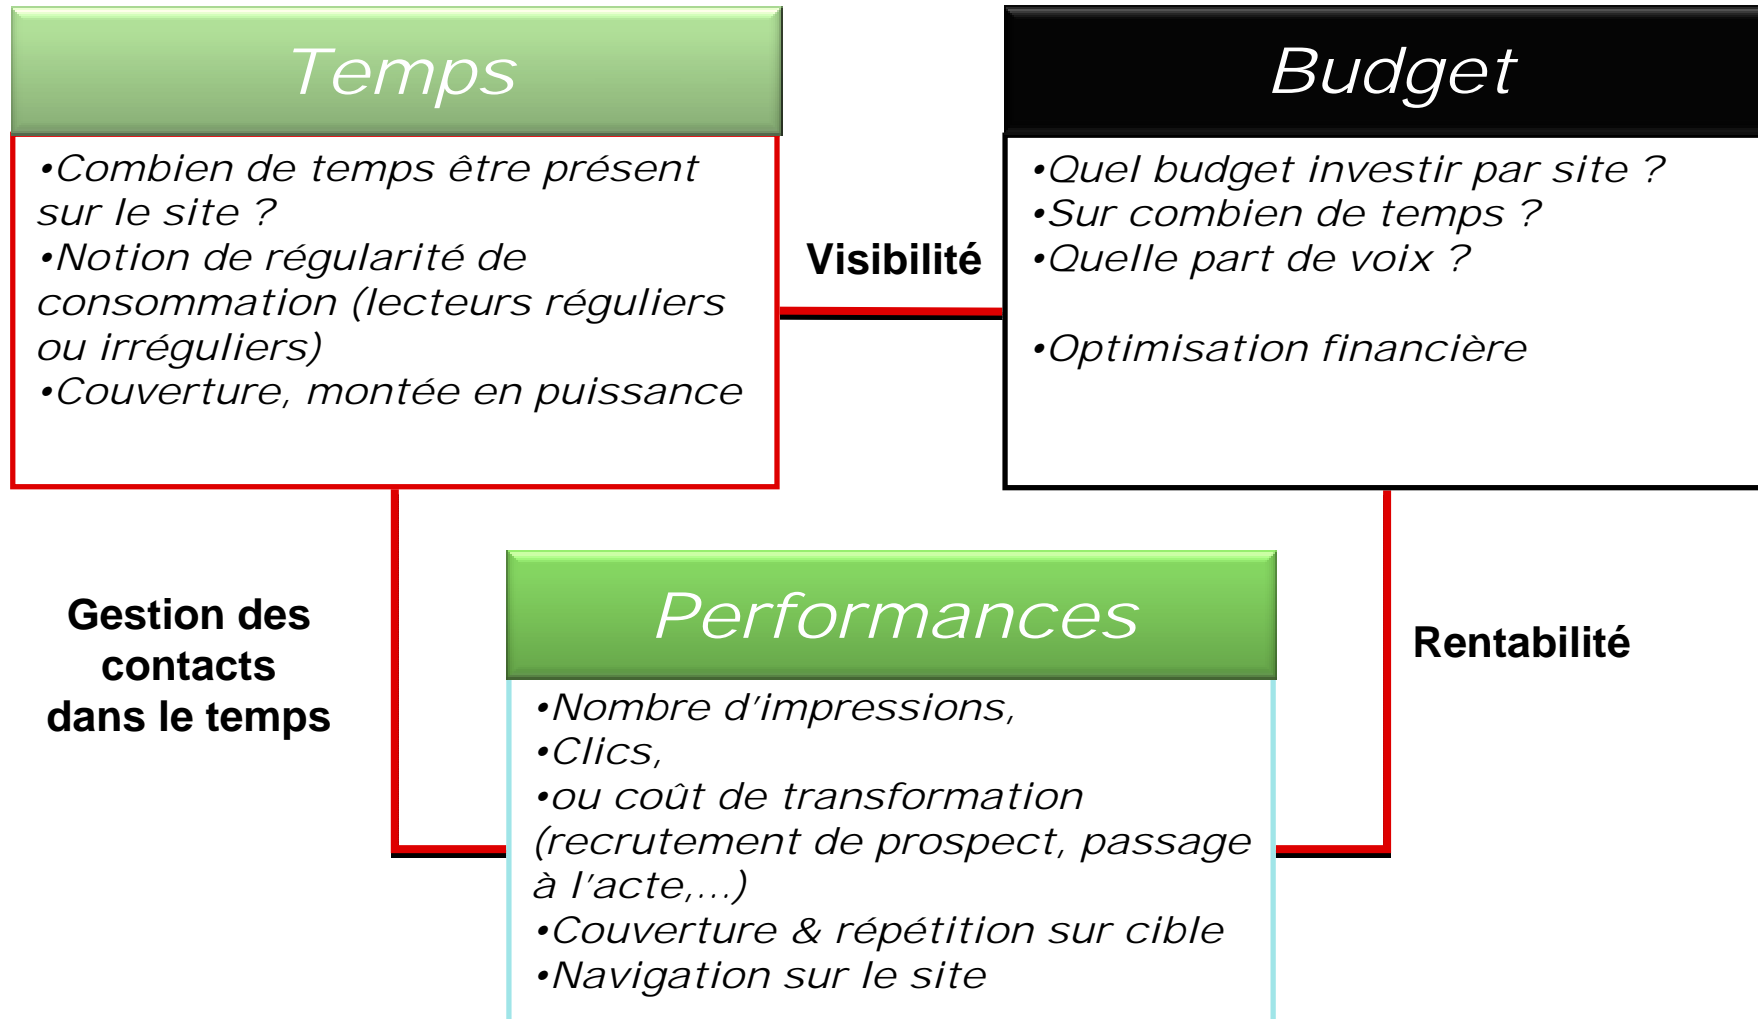 Temps
•Combien de temps être présent
sur le site ?
•Notion de régularité de
consommation (lecteurs réguliers
ou irréguliers)
•Couverture, montée en puissance
Visibilité
Budget
•Quel budget investir par site ?
•Sur combien de temps ?
•Quelle part de voix ?
•Optimisation financière
Gestion des
contacts
dans le temps
Performances
•Nombre d’impressions,
•Clics,
•ou coût de transformation
(recrutement de prospect, passage
à l’acte,...)
•Couverture & répétition sur cible
•Navigation sur le site
Rentabilité